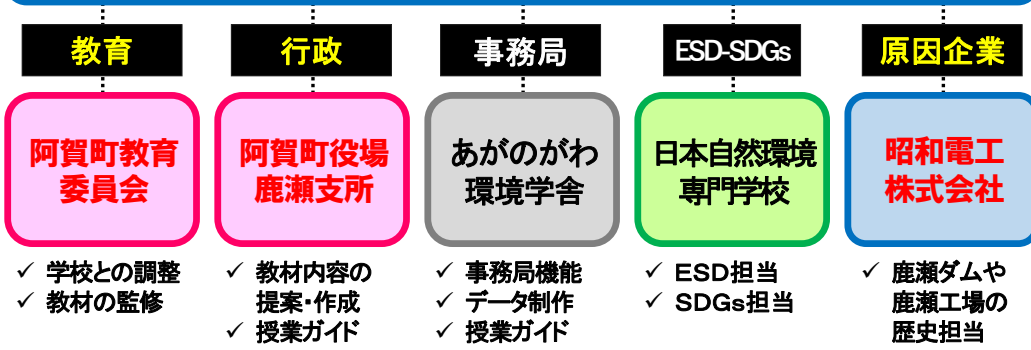 教育
阿賀町教育
委員会
✓ 学校との調整
✓ 教材の監修
行政
阿賀町役場
鹿瀬支所
✓ 教材内容の
提案・作成
✓ 授業ガイド
事務局
あがのがわ
環境学舎
✓ 事務局機能
✓ データ制作
✓ 授業ガイド
ESD-SDGs
日本自然環境
専門学校
✓ ESD担当
✓ SDGs担当
原因企業
昭和電工
株式会社
✓ 鹿瀬ダムや
鹿瀬工場の
歴史担当